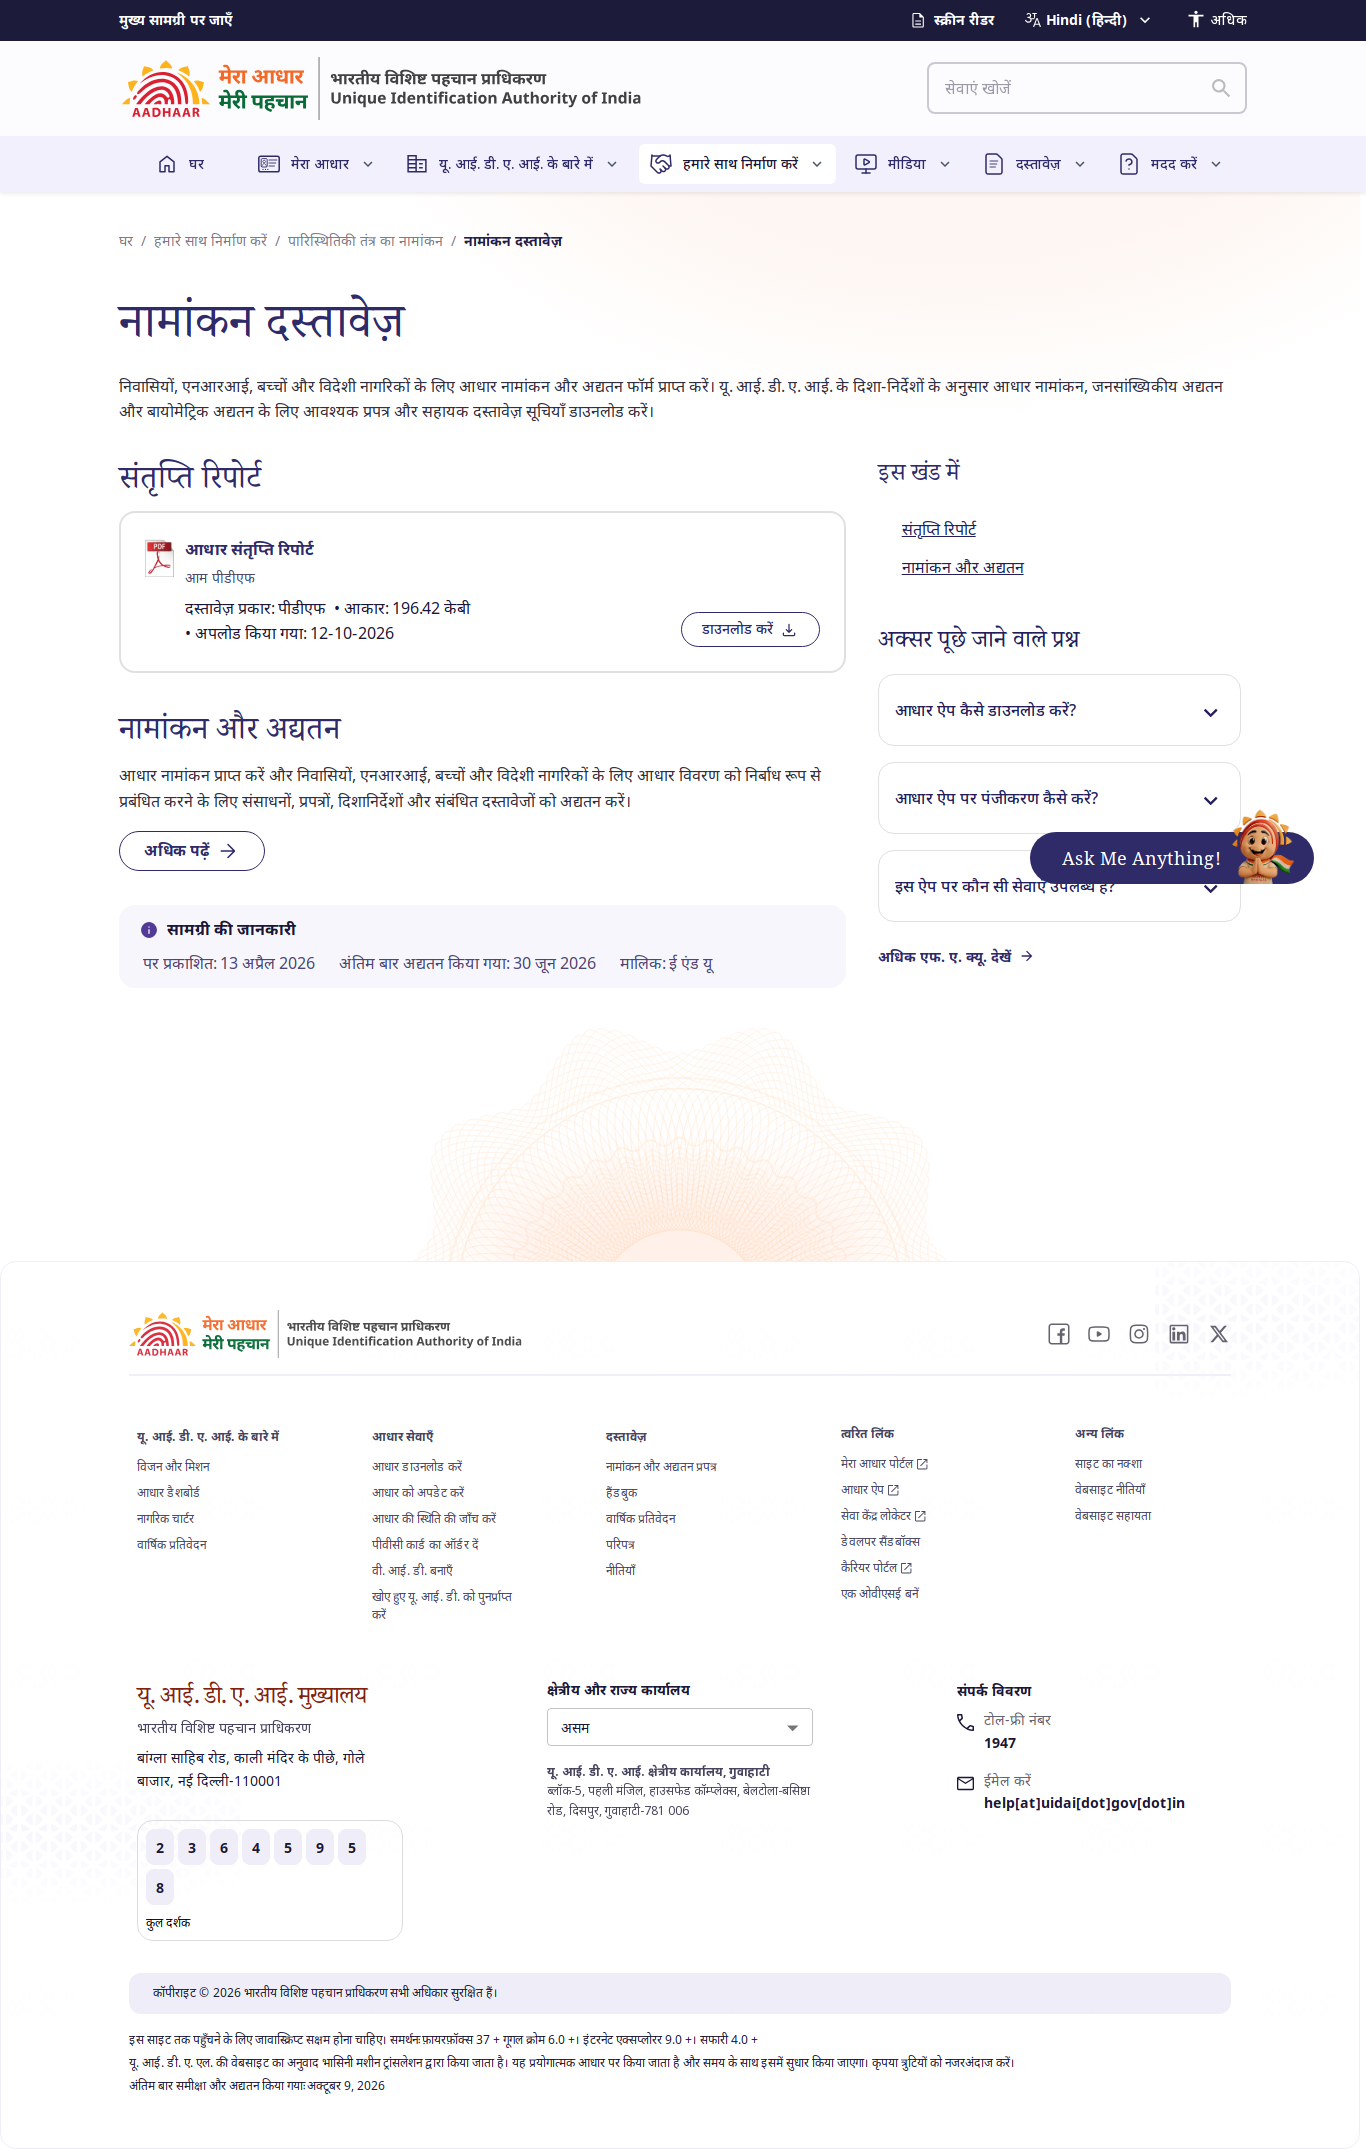 मुख्य सामग्री पर जाएँ
स्क्रीन रीडर
Hindi (हिन्दी)
अधिक
AADHAAR
मेरा आधार
मेरी पहचान
भारतीय विशिष्ट पहचान प्राधिकरण
Unique Identification Authority of India
सेवाएं खोजें
घर
मेरा आधार
यू. आई. डी. ए. आई. के बारे में
हमारे साथ निर्माण करें
मीडिया
दस्तावेज़
मदद करें
घर / हमारे साथ निर्माण करें / पारिस्थितिकी तंत्र का नामांकन / नामांकन दस्तावेज़
नामांकन दस्तावेज़
निवासियों, एनआरआई, बच्चों और विदेशी नागरिकों के लिए आधार नामांकन और अद्यतन फॉर्म प्राप्त करें। यू. आई. डी. ए. आई. के दिशा-निर्देशों के अनुसार आधार नामांकन, जनसांख्यिकीय अद्यतन
और बायोमेट्रिक अद्यतन के लिए आवश्यक प्रपत्र और सहायक दस्तावेज़ सूचियाँ डाउनलोड करें।
संतृप्ति रिपोर्ट
PDF
आधार संतृप्ति रिपोर्ट
आम पीडीएफ
दस्तावेज़ प्रकार: पीडीएफ • आकार: 196.42 केबी
• अपलोड किया गया: 12-10-2026
डाउनलोड करें
नामांकन और अद्यतन
आधार नामांकन प्राप्त करें और निवासियों, एनआरआई, बच्चों और विदेशी नागरिकों के लिए आधार विवरण को निर्बाध रूप से
प्रबंधित करने के लिए संसाधनों, प्रपत्रों, दिशानिर्देशों और संबंधित दस्तावेजों को अद्यतन करें।
अधिक पढ़ें
सामग्री की जानकारी
पर प्रकाशित: 13 अप्रैल 2026 अंतिम बार अद्यतन किया गया: 30 जून 2026 मालिक: ई एंड यू
इस खंड में
संतृप्ति रिपोर्ट
नामांकन और अद्यतन
अक्सर पूछे जाने वाले प्रश्न
आधार ऐप कैसे डाउनलोड करें?
आधार ऐप पर पंजीकरण कैसे करें?
Ask Me Anything!
इस ऐप पर कौन सी सेवाएँ उपलब्ध हैं?
अधिक एफ. ए. क्यू. देखें
AADHAAR
मेरा आधार
मेरी पहचान
भारतीय विशिष्ट पहचान प्राधिकरण
Unique Identification Authority of India
यू. आई. डी. ए. आई. के बारे में
विजन और मिशन
आधार डैशबोर्ड
नागरिक चार्टर
वार्षिक प्रतिवेदन
आधार सेवाएँ
आधार डाउनलोड करें
आधार को अपडेट करें
आधार की स्थिति की जाँच करें
पीवीसी कार्ड का ऑर्डर दें
वी. आई. डी. बनाएँ
खोए हुए यू. आई. डी. को पुनर्प्राप्त
करें
दस्तावेज़
नामांकन और अद्यतन प्रपत्र
हैंडबुक
वार्षिक प्रतिवेदन
परिपत्र
नीतियाँ
त्वरित लिंक
मेरा आधार पोर्टल
आधार ऐप
सेवा केंद्र लोकेटर
डेवलपर सैंडबॉक्स
कैरियर पोर्टल
एक ओवीएसई बनें
अन्य लिंक
साइट का नक्शा
वेबसाइट नीतियाँ
वेबसाइट सहायता
यू. आई. डी. ए. आई. मुख्यालय
भारतीय विशिष्ट पहचान प्राधिकरण
बांग्ला साहिब रोड, काली मंदिर के पीछे, गोले
बाजार, नई दिल्ली-110001
2 3 6 4 5 9 5
8
कुल दर्शक
क्षेत्रीय और राज्य कार्यालय
असम
यू. आई. डी. ए. आई. क्षेत्रीय कार्यालय, गुवाहाटी
ब्लॉक-5, पहली मंजिल, हाउसफेड कॉम्प्लेक्स, बेलटोला-बसिष्ठा
रोड, दिसपुर, गुवाहाटी-781 006
संपर्क विवरण
टोल-फ्री नंबर
1947
ईमेल करें
help[at]uidai[dot]gov[dot]in
कॉपीराइट © 2026 भारतीय विशिष्ट पहचान प्राधिकरण सभी अधिकार सुरक्षित हैं।
इस साइट तक पहुँचने के लिए जावास्क्रिप्ट सक्षम होना चाहिए। समर्थनः फ़ायरफ़ॉक्स 37 + गूगल क्रोम 6.0 +। इंटरनेट एक्सप्लोरर 9.0 +। सफारी 4.0 +
यू. आई. डी. ए. एल. की वेबसाइट का अनुवाद भासिनी मशीन ट्रांसलेशन द्वारा किया जाता है। यह प्रयोगात्मक आधार पर किया जाता है और समय के साथ इसमें सुधार किया जाएगा। कृपया त्रुटियों को नजरअंदाज करें।
अंतिम बार समीक्षा और अद्यतन किया गयाः अक्टूबर 9, 2026